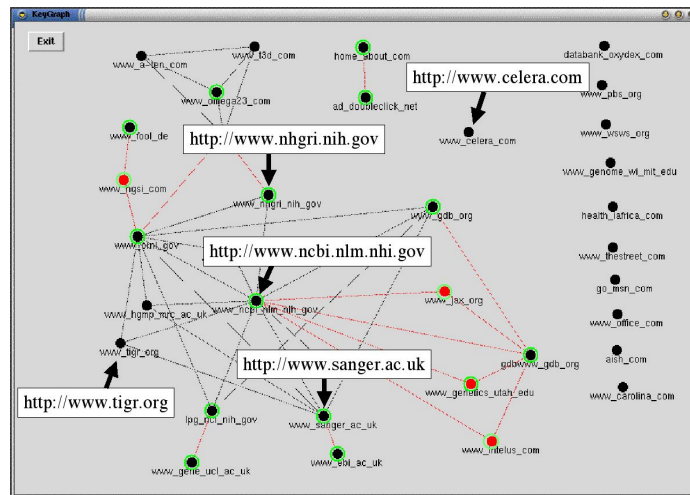 KeyGraph
Exit
www_t3d_com
www_a-ten_com
home_about_com
databank_oxydex_com
http://www.celera.com
www_omega23_com
ad_doubleclick_net
www_pbs_org
www_fool_de
http://www.nhgri.nih.gov
www_celera_com
www_wsws_org
www_genome_wi_mit_edu
www_ngsi_com
www_nhgri_nih_gov
www_gdb_org
health_iafrica_com
www_ornl_gov
http://www.ncbi.nlm.nhi.gov
www_thestreet_com
go_msn_com
www_jax_org
www_hgmp_mrc_ac_uk
www_ncbi_nlm_nih_gov
www_office_com
www_tigr_org
http://www.sanger.ac.uk
gdbwww_gdb_org
aish_com
www_genetics_utah_edu
www_carolina_com
http://www.tigr.org
lpg_nci_nih_gov
www_sanger_ac_uk
www_intelus_com
www_gene_ucl_ac_uk
www_ebi_ac_uk